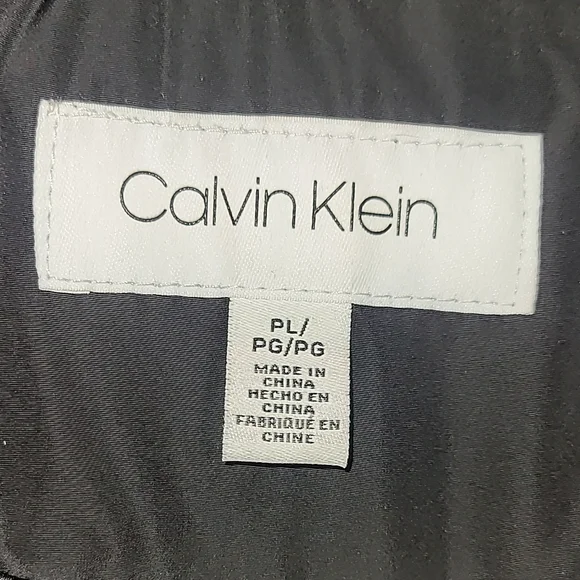 Calvin Klein
PL/
PG/PG
MADE IN
CHINA
HECHO EN
CHINA
FABRIQUÉ EN
CHINE